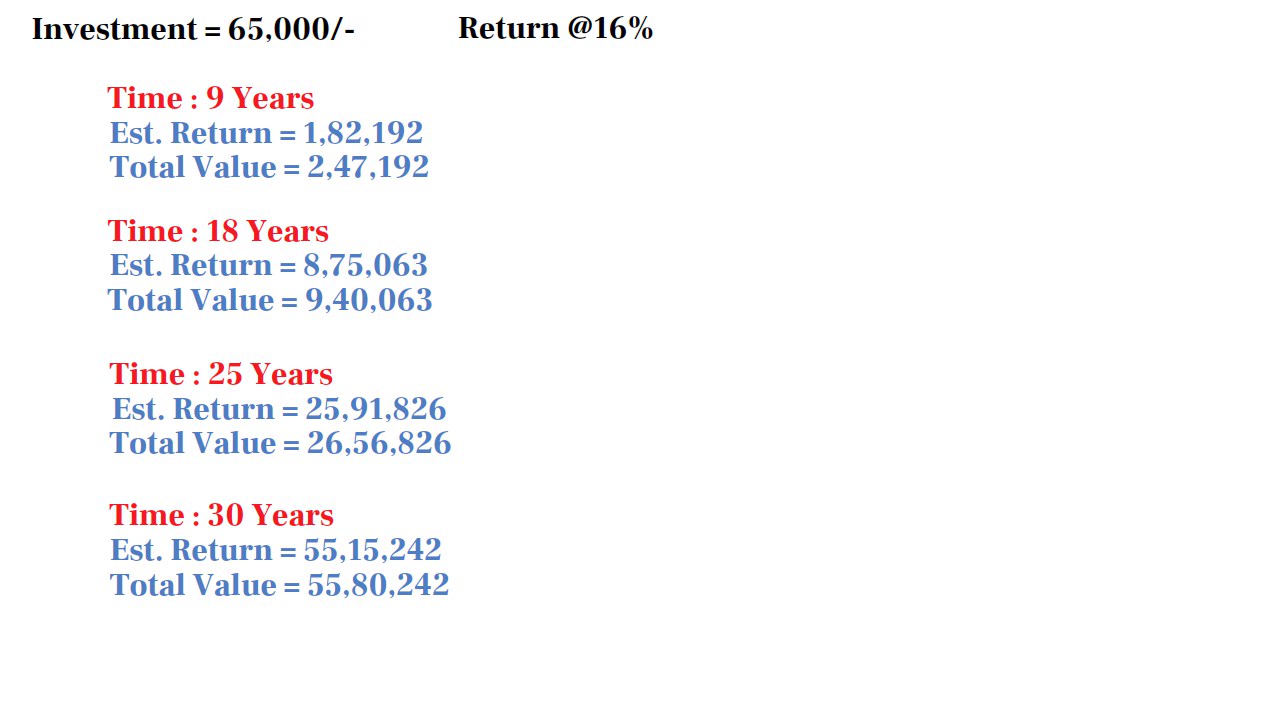 Investment = 65,000/- Return @16%
Time : 9 Years
Est. Return = 1,82,192
Total Value = 2,47,192
Time : 18 Years
Est. Return = 8,75,063
Total Value = 9,40,063
Time : 25 Years
Est. Return = 25,91,826
Total Value = 26,56,826
Time : 30 Years
Est. Return = 55,15,242
Total Value = 55,80,242